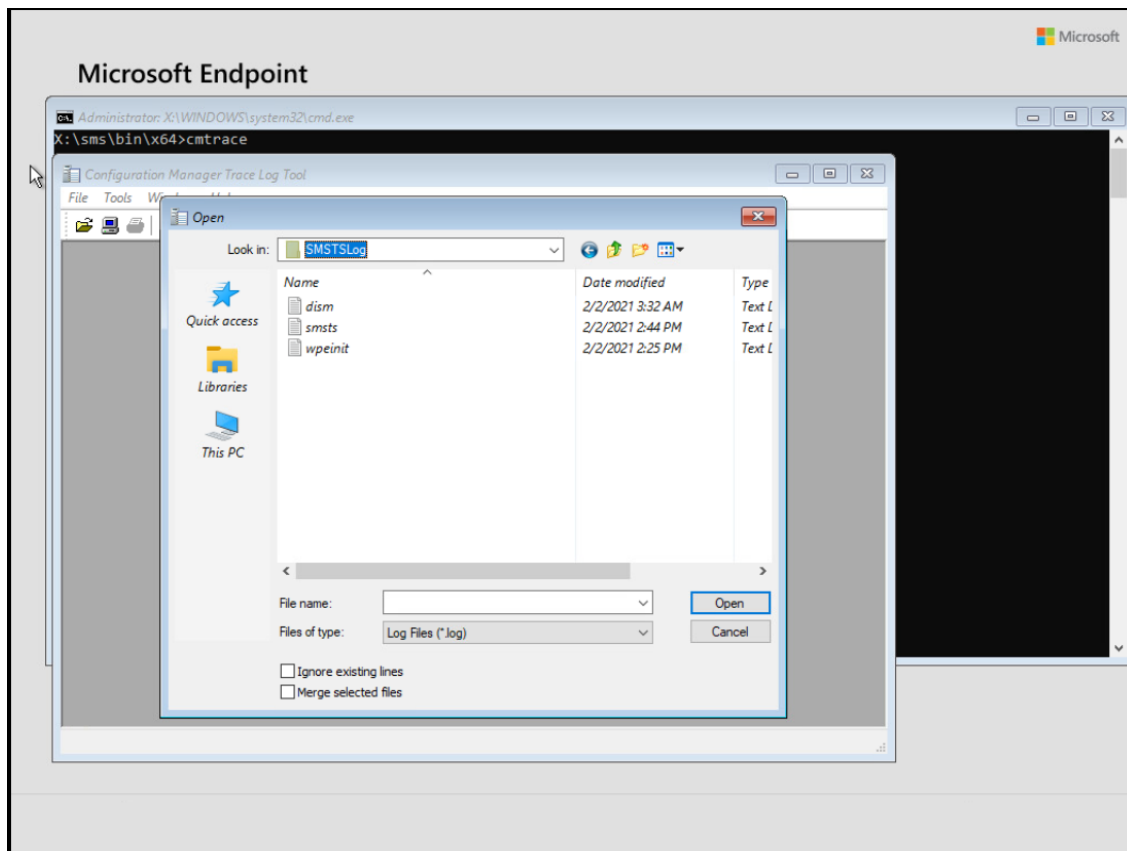 Microsoft
Microsoft Endpoint
Administrator: X:\WINDOWS\system32\cmd.exe
X:\sms\bin\x64>cmtrace
Configuration Manager Trace Log Tool
File Tools
Open
Look in: SMSTSLog
Name Date modified Type
dism 2/2/2021 3:32 AM Text
smsts 2/2/2021 2:44 PM Text
wpeinit 2/2/2021 2:25 PM Text
Quick access
Libraries
This PC
File name: Open
Files of type: Log Files (*.log) Cancel
Ignore existing lines
Merge selected files